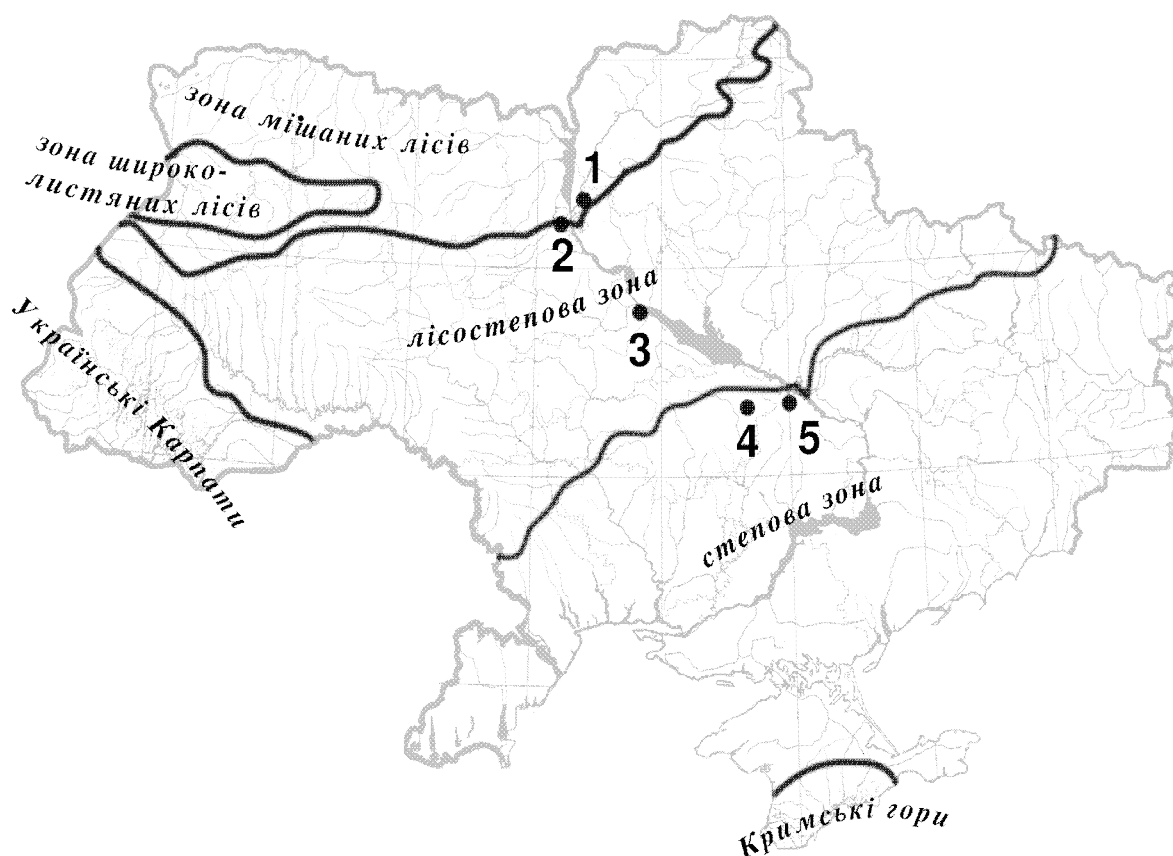 зона мішаних лісів
зона широко-
листяних лісів
1
2
лісостепова зона
3
Українські Карпати
4
5
степова зона
Кримські гори